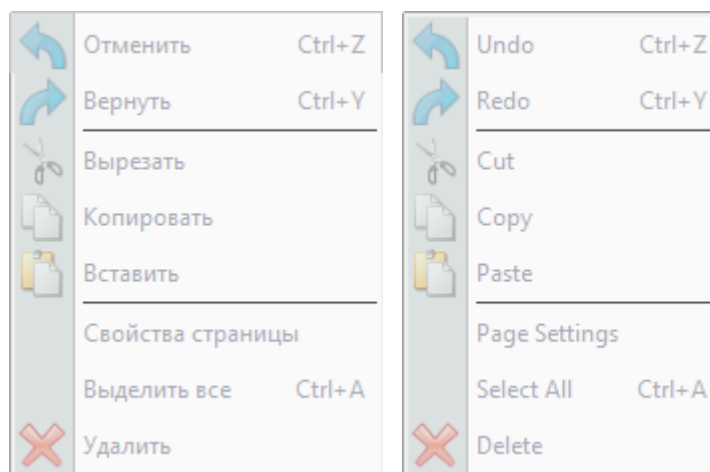 Отменить Ctrl+Z
Вернуть Ctrl+Y
Вырезать
Копировать
Вставить
Свойства страницы
Выделить все Ctrl+A
Удалить
Undo Ctrl+Z
Redo Ctrl+Y
Cut
Copy
Paste
Page Settings
Select All Ctrl+A
Delete